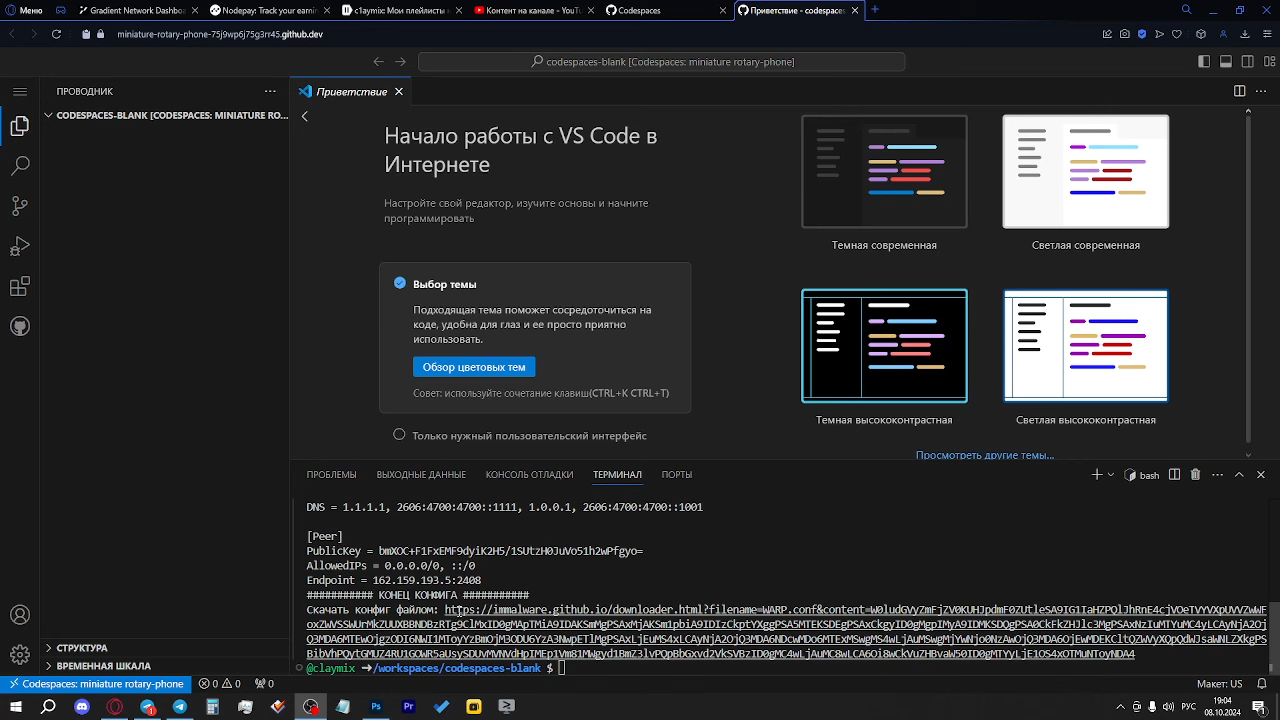 Меню
Gradient Network Dashboa
Nodepay: Track your earnin
c1aymix: Мои плейлисты
Контент на канале - YouTu
Codespaces
Приветствие - codespaces
miniature-rotary-phone-75j9wp6j75g3rr45.github.dev
codespaces-blank [Codespaces: miniature rotary-phone]
ПРОВОДНИК
Приветствие
CODESPACES-BLANK [CODESPACES: MINIATURE RO...
Начало работы с VS Code в
Интернете
Настройте свой редактор, изучите основы и начните
программировать
Выбор темы
Подходящая тема поможет сосредоточиться на
коде, удобна для глаз и ее просто приятно
использовать.
Обзор цветовых тем
Совет: используйте сочетание клавиш(CTRL+K CTRL+T)
Только нужный пользовательский интерфейс
Темная современная
Светлая современная
Темная высококонтрастная
Светлая высококонтрастная
Просмотреть другие темы...
ПРОБЛЕМЫ
ВЫХОДНЫЕ ДАННЫЕ
КОНСОЛЬ ОТЛАДКИ
ТЕРМИНАЛ
ПОРТЫ
bash
DNS = 1.1.1.1, 2606:4700:4700::1111, 1.0.0.1, 2606:4700:4700::1001
[Peer]
PublicKey = bmXOC+F1FxEMF9dyiK2H5/1SUtzH0JuVo51h2wPfgyo=
AllowedIPs = 0.0.0.0/0, ::/0
Endpoint = 162.159.193.5:2408
########### КОНЕЦ КОНФИГА ###########
Скачать конфиг файлом: https://immalware.github.io/downloader.html?filename=WARP.conf&content=
@claymix ➜/workspaces/codespaces-blank $
СТРУКТУРА
ВРЕМЕННАЯ ШКАЛА
Codespaces: miniature rotary-phone
0
0
0
Макет: US
РУС
19:04
08.10.2024